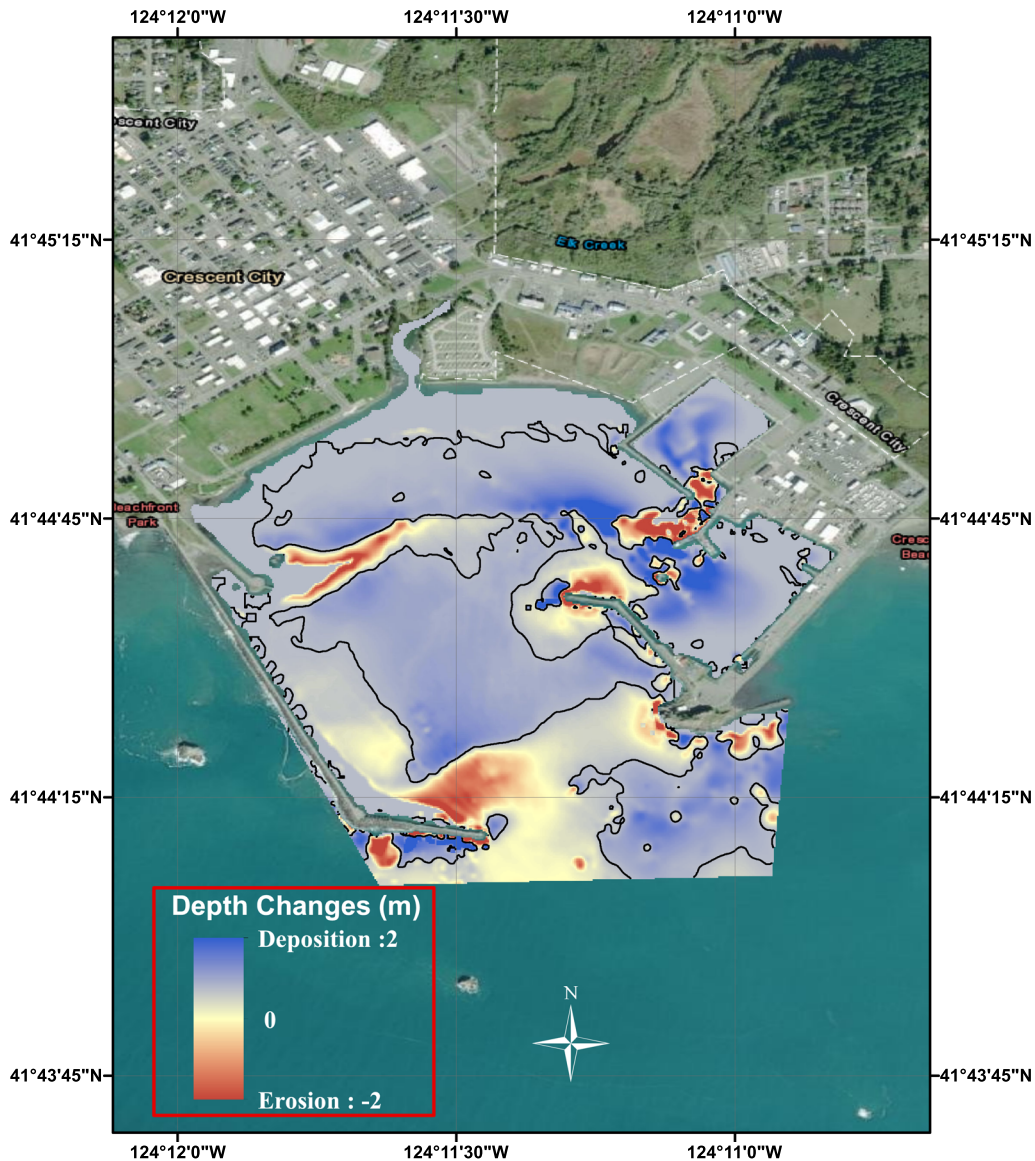 124°12'0"W
124°11'30"W
124°11'0"W
escent City
41°45'15"N
41°45'15"N
Elk Creek
Crescent City
Crescent City
Beachfront
Park
41°44'45"N
41°44'45"N
Cresc
Bea
41°44'15"N
41°44'15"N
Depth Changes (m)
Deposition :2
0
Erosion : -2
N
41°43'45"N
41°43'45"N
124°12'0"W
124°11'30"W
124°11'0"W